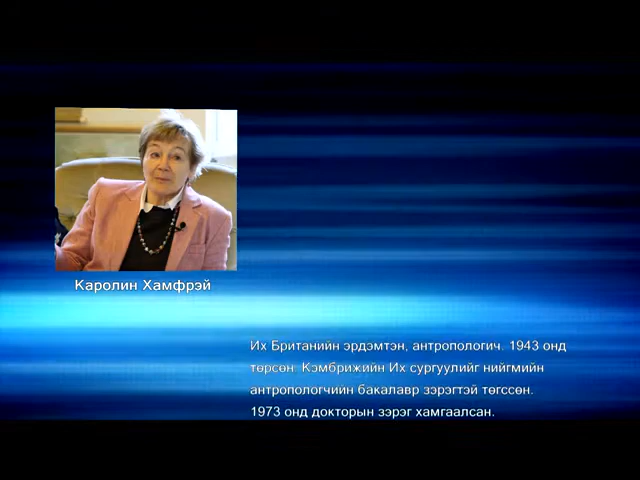 Каролин Хамфрэй
Их Британийн эрдэмтэн, антропологич. 1943 онд
төрсөн. Кэмбрижийн Их сургуулийг нийгмийн
антропологчийн бакалавр зэрэгтэй төгссөн.
1973 онд докторын зэрэг хамгаалсан.